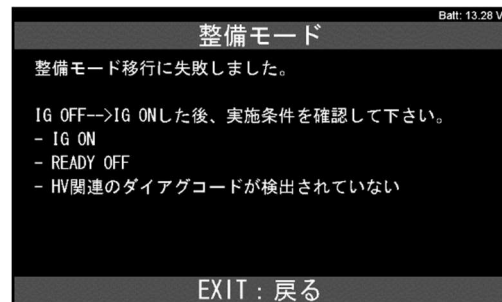 Batt: 13.28 V
整備モード
整備モード移行に失敗しました。
IG OFF-->IG ONした後、実施条件を確認して下さい。
- IG ON
- READY OFF
- HV関連のダイアグコードが検出されていない
EXIT：戻る